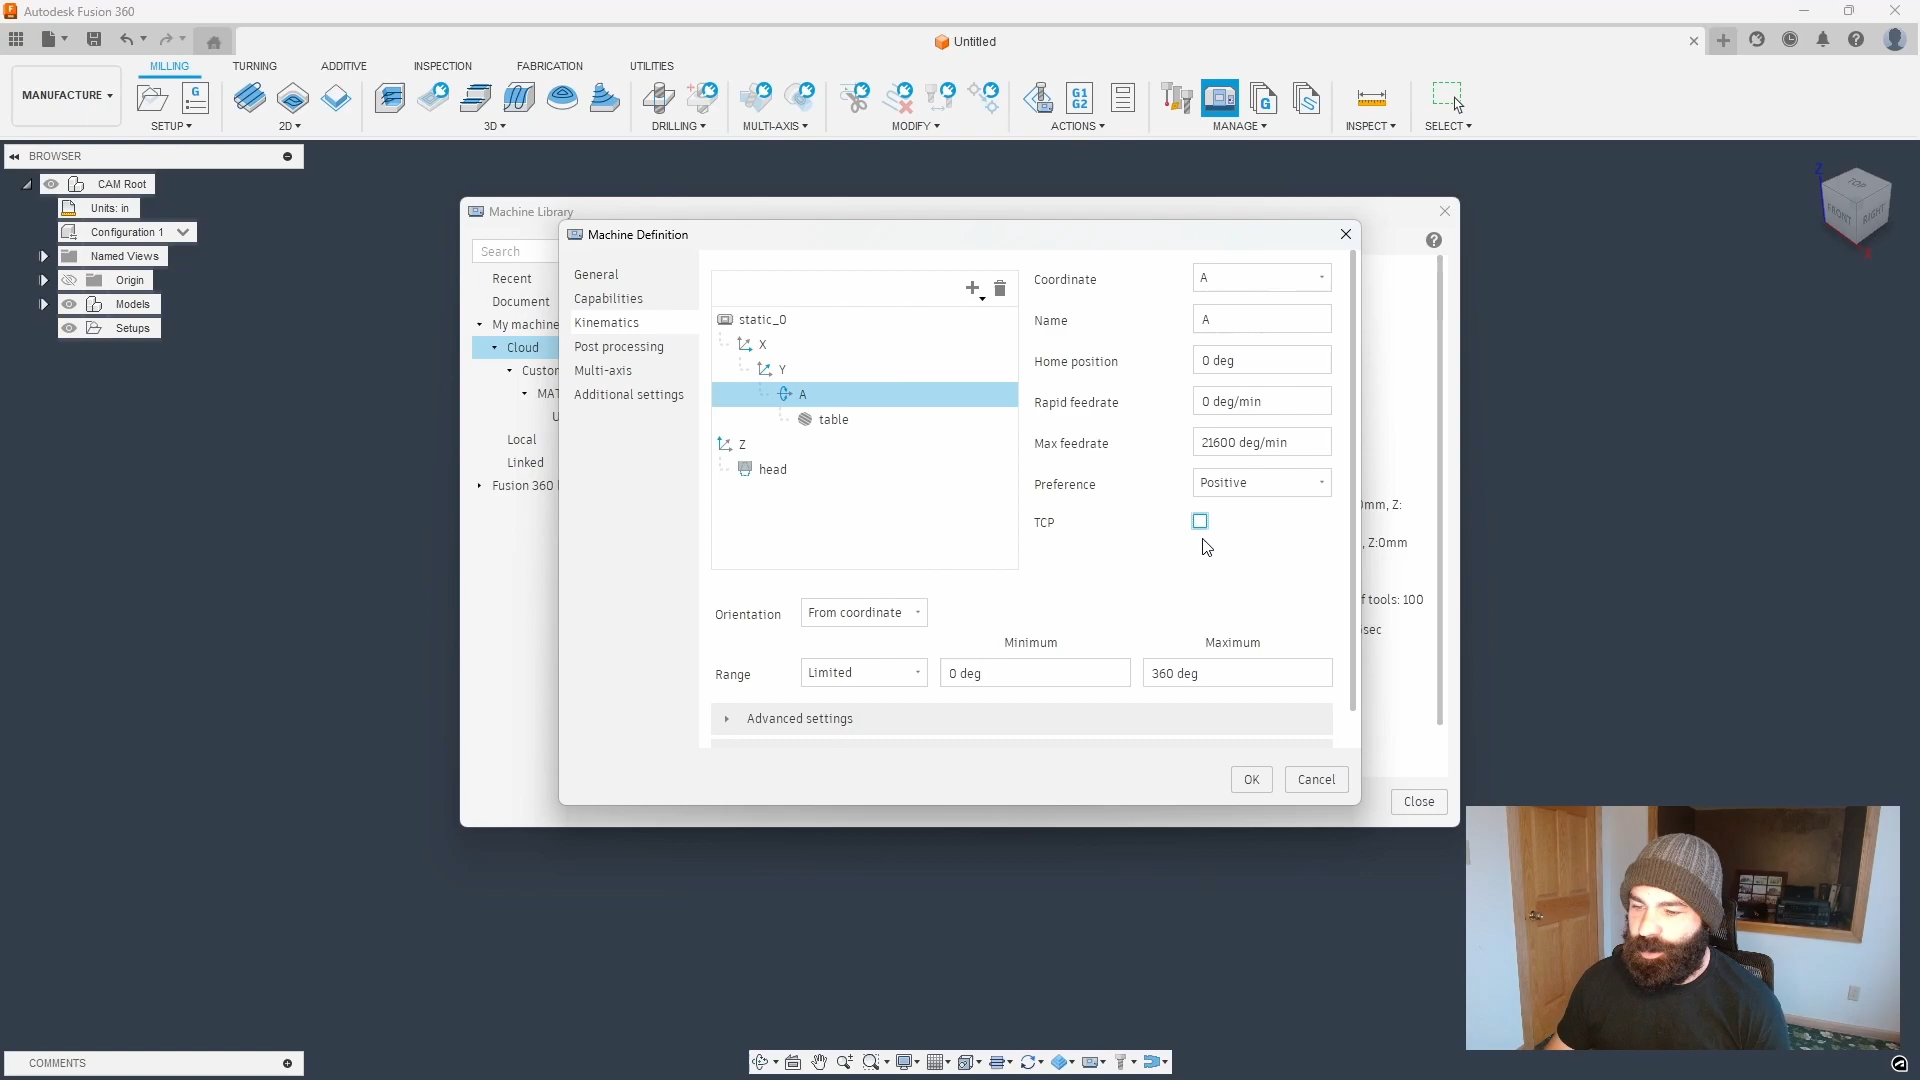 Autodesk Fusion 360
Untitled
MILLING TURNING ADDITIVE INSPECTION FABRICATION UTILITIES
MANUFACTURE
SETUP 2D 3D DRILLING MULTI-AXIS MODIFY ACTIONS MANAGE INSPECT SELECT
G
G1
G2
G
BROWSER
CAM Root
Units: in
Configuration 1
Named Views
Origin
Models
Setups
Z
TOP
FRONT
RIGHT
X
Machine Library
Search
Recent
Document
My machine
Cloud
Custor
MAT
Local
Linked
Fusion 360
Machine Definition
General
Capabilities
Kinematics
Post processing
Multi-axis
Additional settings
static_0
X
Y
A
table
Z
head
Coordinate A
Name A
Home position 0 deg
Rapid feedrate 0 deg/min
Max feedrate 21600 deg/min
Preference Positive
TCP
Orientation From coordinate
Minimum Maximum
Range Limited 0 deg 360 deg
Advanced settings
OK Cancel
mm, Z:
, Z:0mm
f tools: 100
sec
Close
COMMENTS